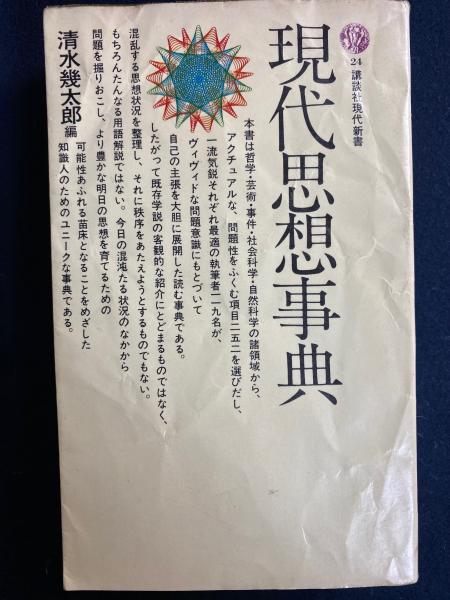 24 講談社現代新書
現代思想事典
本書は哲学・芸術・事件・社会科学・自然科学の諸領域から、
アクチュアルな、問題性をふくむ項目二五二を選びだし、
一流気鋭それぞれ最適の執筆者一一九名が、
ヴィヴィドな問題意識にもとづいて
自己の主張を大胆に展開した読む事典である。
したがって既存学説の客観的な紹介にとどまるものではなく、
混乱する思想状況を整理し、それに秩序をあたえようとするものでもない。
もちろんたんなる用語解説ではない。今日の混沌たる状況のなかから
問題を掘りおこし、より豊かな明日の思想を育てるための
可能性あふれる苗床となることをめざした
知識人のためのユニークな事典である。
清水幾太郎 編